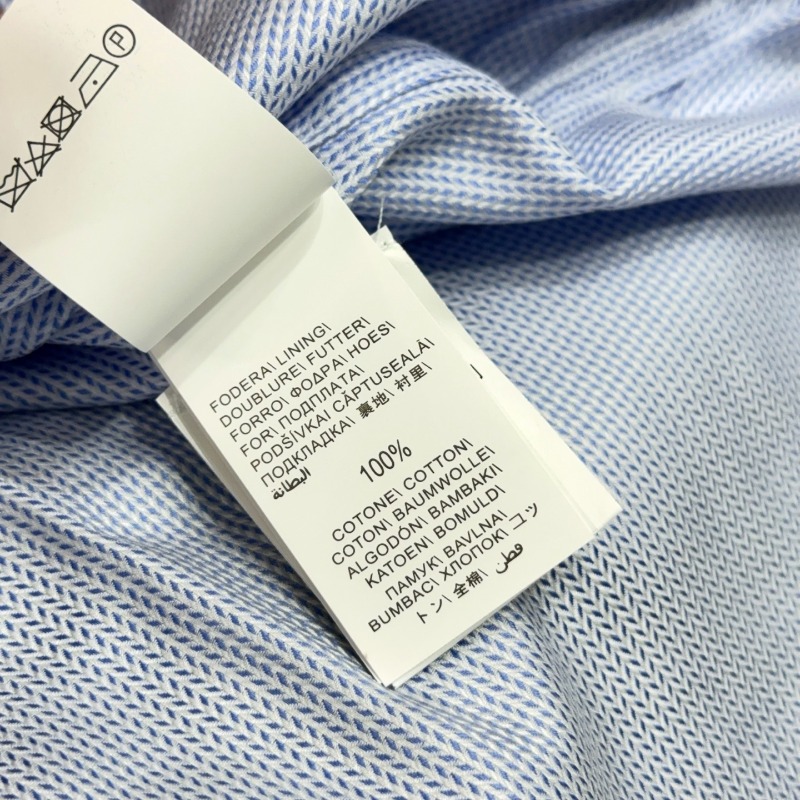 P
FODERA\ LINING\
DOUBLURE\ FUTTER\
FORRO\ ФОДРА\ HOES\
FOR\ ПОДПЛАТА\
PODŠÍVKA\ CĂPTUSEALĂ\
ПОДКЛАДКА\ 裏地\ 衬里\
البطانة
100%
COTONE\ COTTON\
COTON\ BAUMWOLLE\
ALGODÓN\ BAMBAKI\
KATOEN\ BOMULD\
ПАМУК\ BAVLNA\
BUMBAC\ ХЛОПОК\ コッ
トン\ 全棉\ قطن